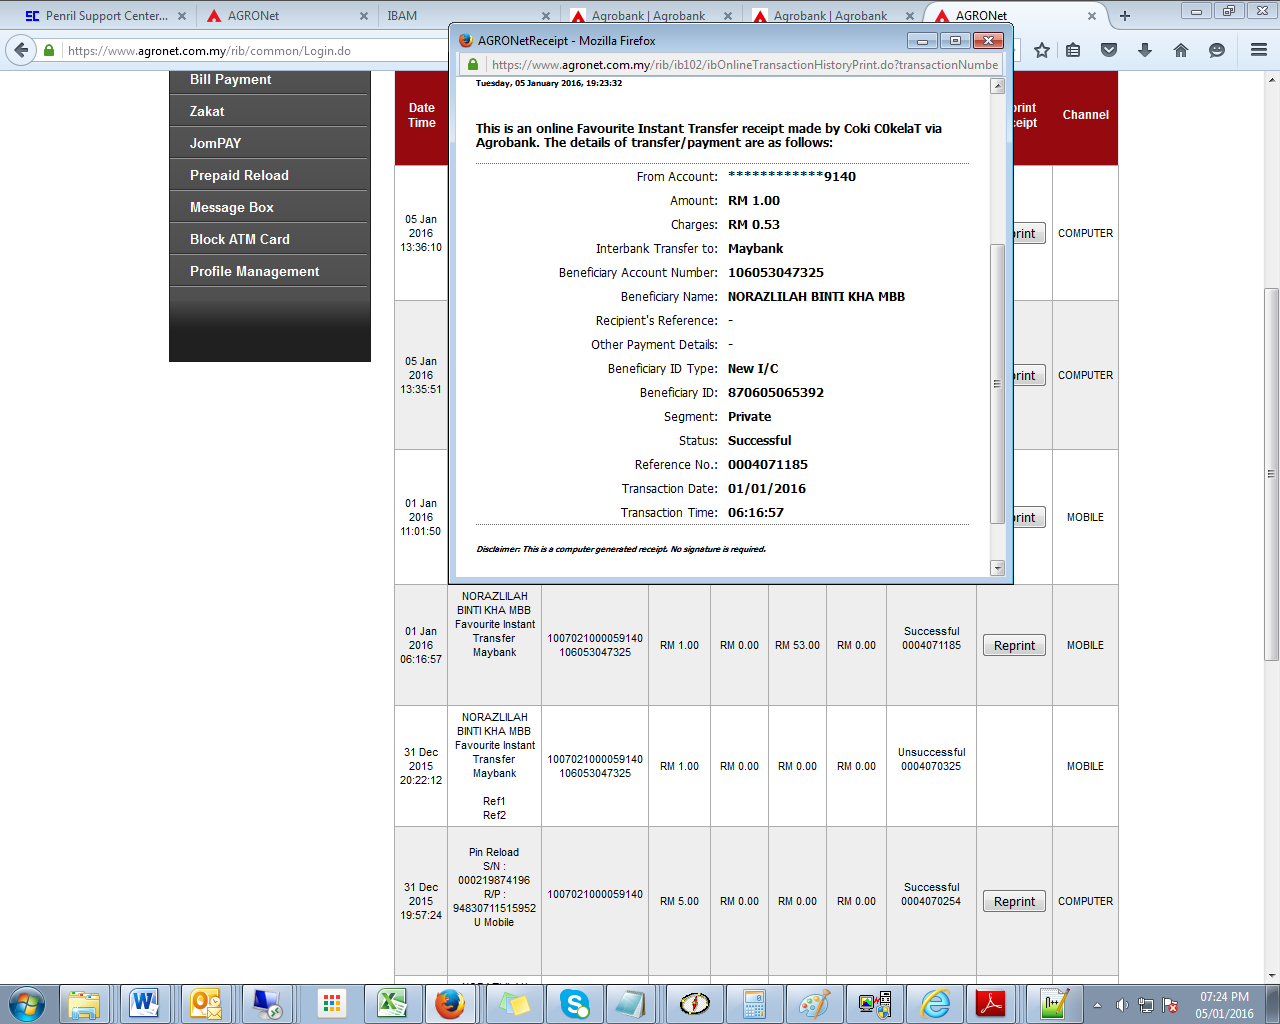 Penril Support Center...
AGRONet
IBAM
Agrobank | Agrobank
Agrobank | Agrobank
AGRONet
https://www.agronet.com.my/rib/common/Login.do
AGRONetReceipt - Mozilla Firefox
https://www.agronet.com.my/rib/ib102/ibOnlineTransactionHistoryPrint.do?transactionNumbe
Tuesday, 05 January 2016, 19:23:32
This is an online Favourite Instant Transfer receipt made by Coki C0kelaT via
Agrobank. The details of transfer/payment are as follows:
From Account: ************9140
Amount: RM 1.00
Charges: RM 0.53
Interbank Transfer to: Maybank
Beneficiary Account Number: 106053047325
Beneficiary Name: NORAZLILAH BINTI KHA MBB
Recipient's Reference: -
Other Payment Details: -
Beneficiary ID Type: New I/C
Beneficiary ID: 870605065392
Segment: Private
Status: Successful
Reference No.: 0004071185
Transaction Date: 01/01/2016
Transaction Time: 06:16:57
Disclaimer: This is a computer generated receipt. No signature is required.
Bill Payment
Zakat
JomPAY
Prepaid Reload
Message Box
Block ATM Card
Profile Management
Date
Time
print
ceipt
Channel
05 Jan
2016
13:36:10
print
COMPUTER
05 Jan
2016
13:35:51
print
COMPUTER
01 Jan
2016
11:01:50
print
MOBILE
01 Jan
2016
06:16:57
NORAZLILAH
BINTI KHA MBB
Favourite Instant
Transfer
Maybank
1007021000059140
106053047325
RM 1.00
RM 0.00
RM 53.00
RM 0.00
Successful
0004071185
Reprint
MOBILE
31 Dec
2015
20:22:12
NORAZLILAH
BINTI KHA MBB
Favourite Instant
Transfer
Maybank
Ref1
Ref2
1007021000059140
106053047325
RM 1.00
RM 0.00
RM 0.00
RM 0.00
Unsuccessful
0004070325
MOBILE
31 Dec
2015
19:57:24
Pin Reload
S/N :
000219874196
R/P :
94830711515952
U Mobile
1007021000059140
RM 5.00
RM 0.00
RM 0.00
RM 0.00
Successful
0004070254
Reprint
COMPUTER
07:24 PM
05/01/2016